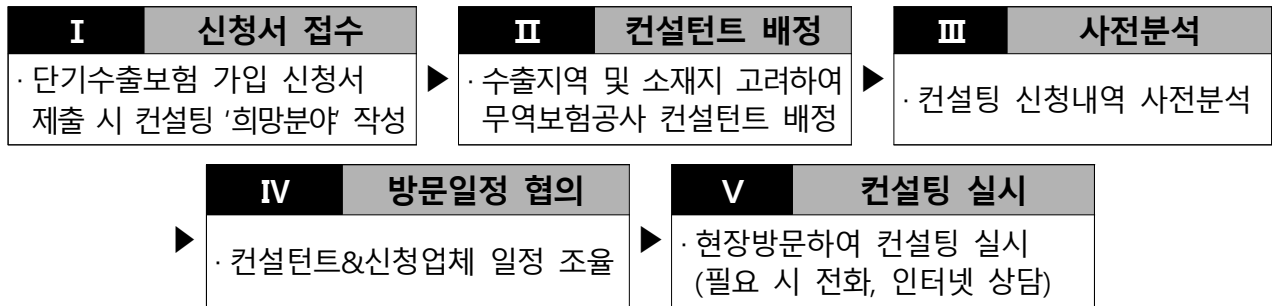 Ⅰ 신청서 접수
· 단기수출보험 가입 신청서
제출 시 컨설팅 '희망분야' 작성
▶
Ⅱ 컨설턴트 배정
· 수출지역 및 소재지 고려하여
무역보험공사 컨설턴트 배정
▶
Ⅲ 사전분석
· 컨설팅 신청내역 사전분석
▶
Ⅳ 방문일정 협의
· 컨설턴트&신청업체 일정 조율
▶
Ⅴ 컨설팅 실시
· 현장방문하여 컨설팅 실시
(필요 시 전화, 인터넷 상담)